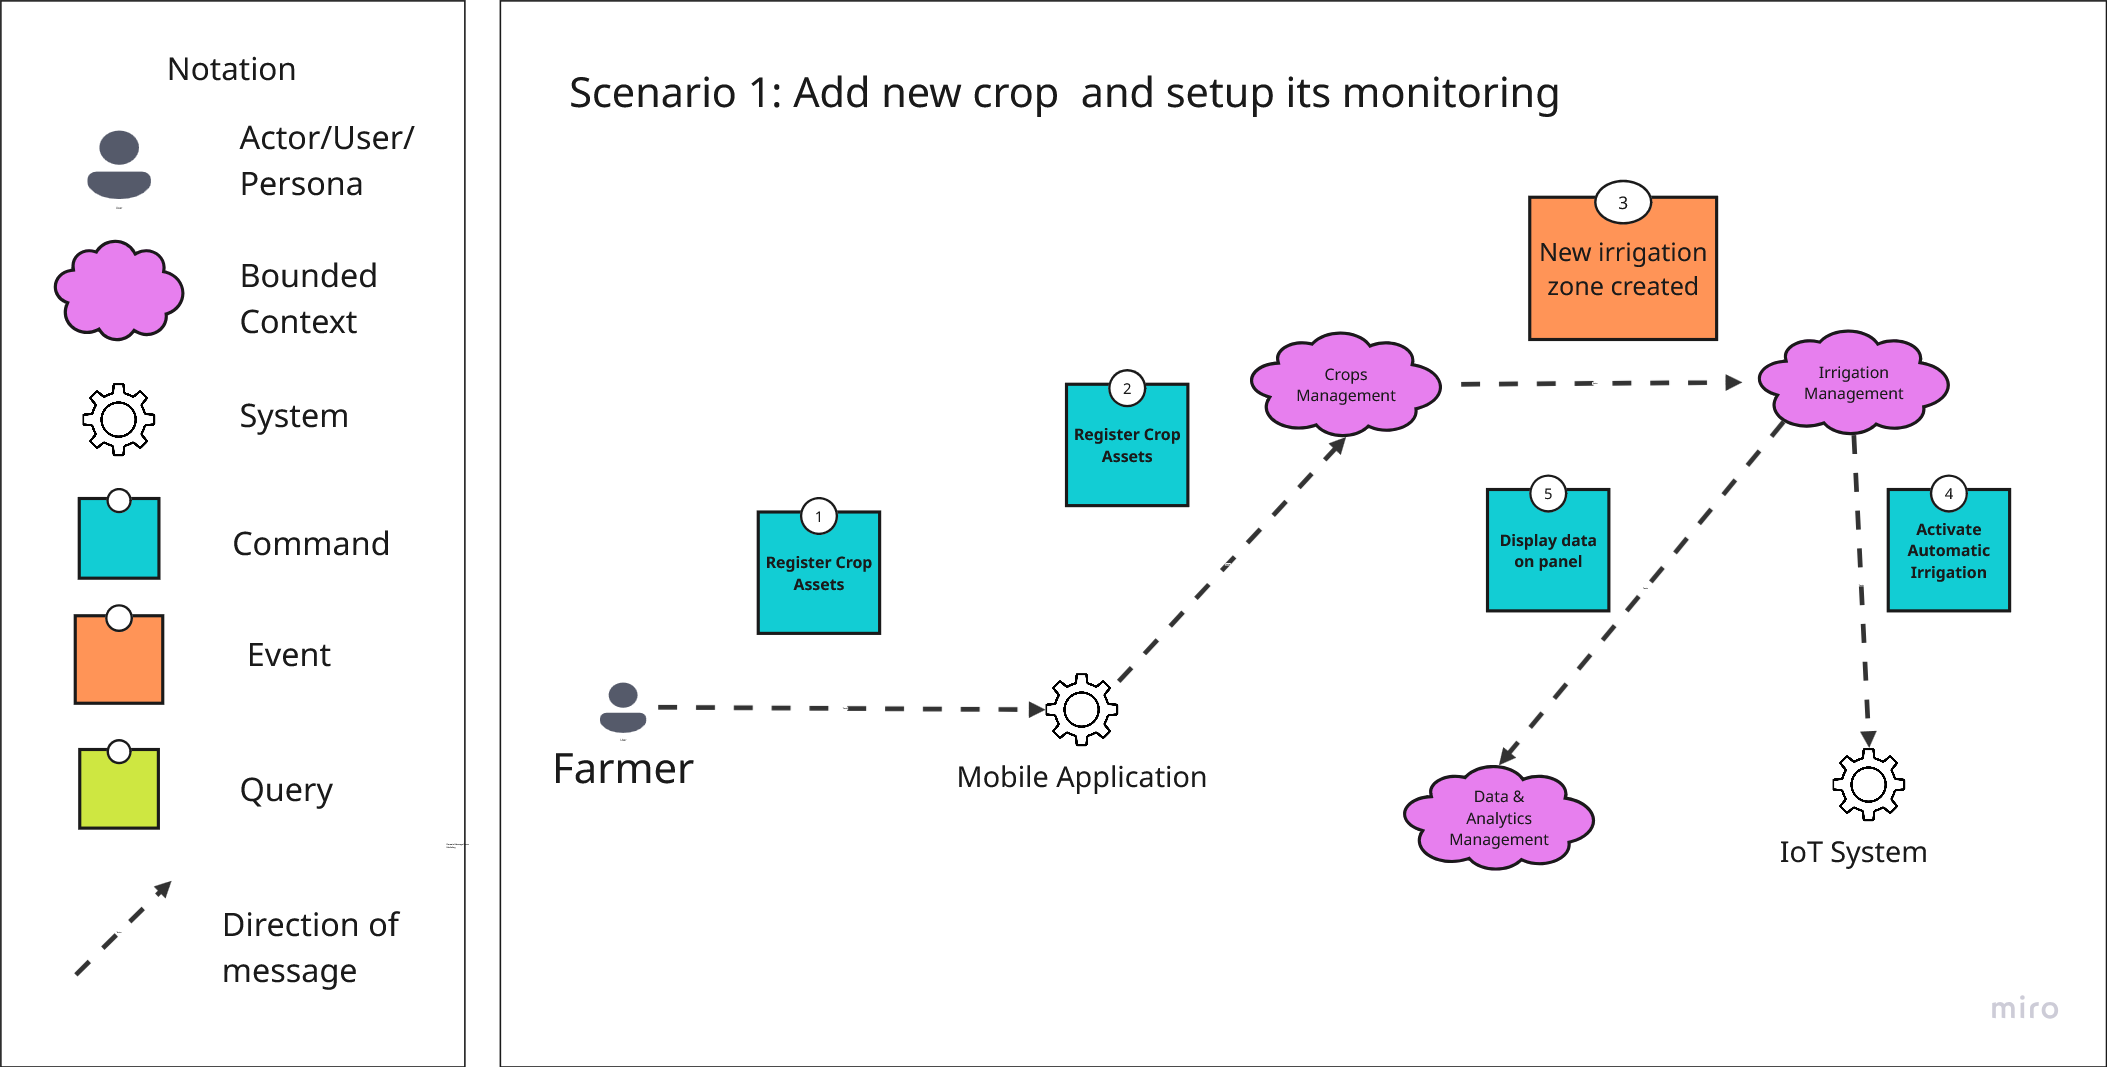 Notation
Actor/User/
Persona
Bounded
Context
System
Command
Event
Query
Direction of
message
Scenario 1: Add new crop  and setup its monitoring
1
Register Crop
Assets
2
Register Crop
Assets
3
New irrigation
zone created
Crops
Management
Irrigation
Management
5
Display data
on panel
4
Activate
Automatic
Irrigation
Farmer
Mobile Application
Data &
Analytics
Management
IoT System
miro